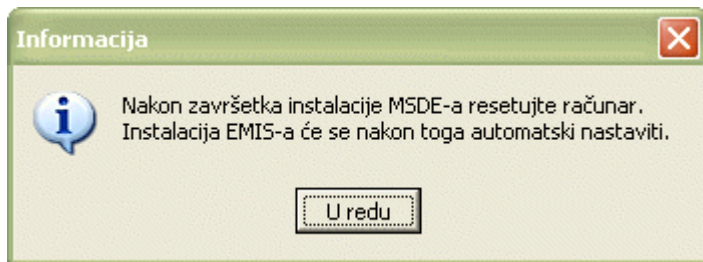 Informacija
Nakon završetka instalacije MSDE-a resetujte računar.
Instalacija EMIS-a će se nakon toga automatski nastaviti.
U redu